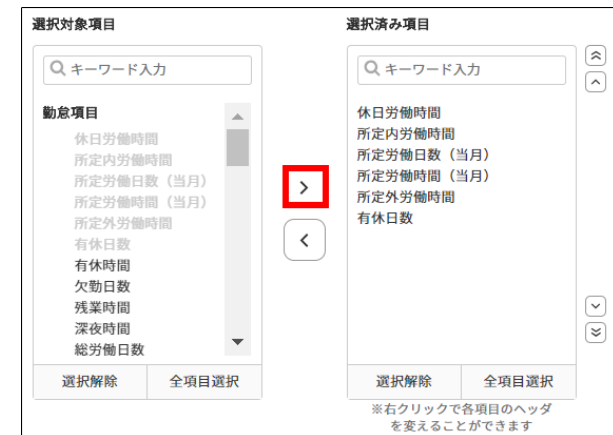 選択対象項目
キーワード入力
勤怠項目
休日労働時間
所定内労働時間
所定労働日数（当月）
所定労働時間（当月）
所定外労働時間
有休日数
有休時間
欠勤日数
残業時間
深夜時間
総労働日数
選択解除 全項目選択
選択済み項目
キーワード入力
休日労働時間
所定内労働時間
所定労働日数（当月）
所定労働時間（当月）
所定外労働時間
有休日数
選択解除 全項目選択
※右クリックで各項目のヘッダ
を変えることができます